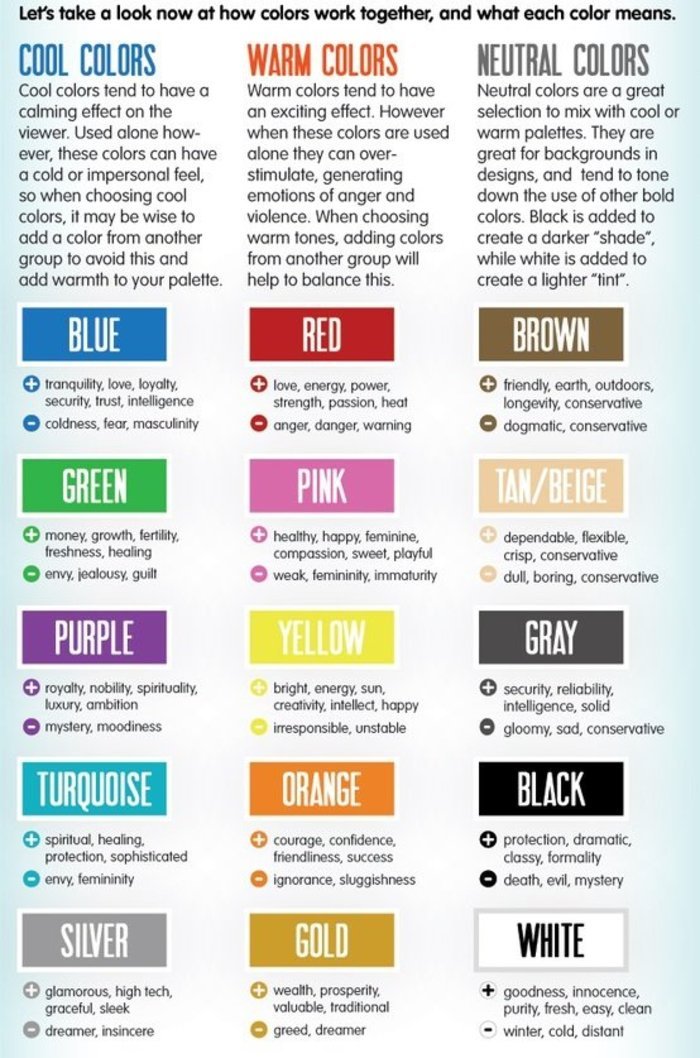 Let's take a look now at how colors work together, and what each color means.
COOL COLORS
Cool colors tend to have a
calming effect on the
viewer. Used alone how-
ever, these colors can have
a cold or impersonal feel,
so when choosing cool
colors, it may be wise to
add a color from another
group to avoid this and
add warmth to your palette.
WARM COLORS
Warm colors tend to have
an exciting effect. However
when these colors are used
alone they can over-
stimulate, generating
emotions of anger and
violence. When choosing
warm tones, adding colors
from another group will
help to balance this.
NEUTRAL COLORS
Neutral colors are a great
selection to mix with cool or
warm palettes. They are
great for backgrounds in
designs, and tend to tone
down the use of other bold
colors. Black is added to
create a darker "shade",
while white is added to
create a lighter "tint".
BLUE
+ tranquility, love, loyalty,
security, trust, intelligence
- coldness, fear, masculinity
RED
+ love, energy, power,
strength, passion, heat
- anger, danger, warning
BROWN
+ friendly, earth, outdoors,
longevity, conservative
- dogmatic, conservative
GREEN
+ money, growth, fertility,
freshness, healing
- envy, jealousy, guilt
PINK
+ healthy, happy, feminine,
compassion, sweet, playful
- weak, femininity, immaturity
TAN/BEIGE
+ dependable, flexible,
crisp, conservative
- dull, boring, conservative
PURPLE
+ royalty, nobility, spirituality,
luxury, ambition
- mystery, moodiness
YELLOW
+ bright, energy, sun,
creativity, intellect, happy
- irresponsible, unstable
GRAY
+ security, reliability,
intelligence, solid
- gloomy, sad, conservative
TURQUOISE
+ spiritual, healing,
protection, sophisticated
- envy, femininity
ORANGE
+ courage, confidence,
friendliness, success
- ignorance, sluggishness
BLACK
+ protection, dramatic,
classy, formality
- death, evil, mystery
SILVER
+ glamorous, high tech,
graceful, sleek
- dreamer, insincere
GOLD
+ wealth, prosperity,
valuable, traditional
- greed, dreamer
WHITE
+ goodness, innocence,
purity, fresh, easy, clean
- winter, cold, distant